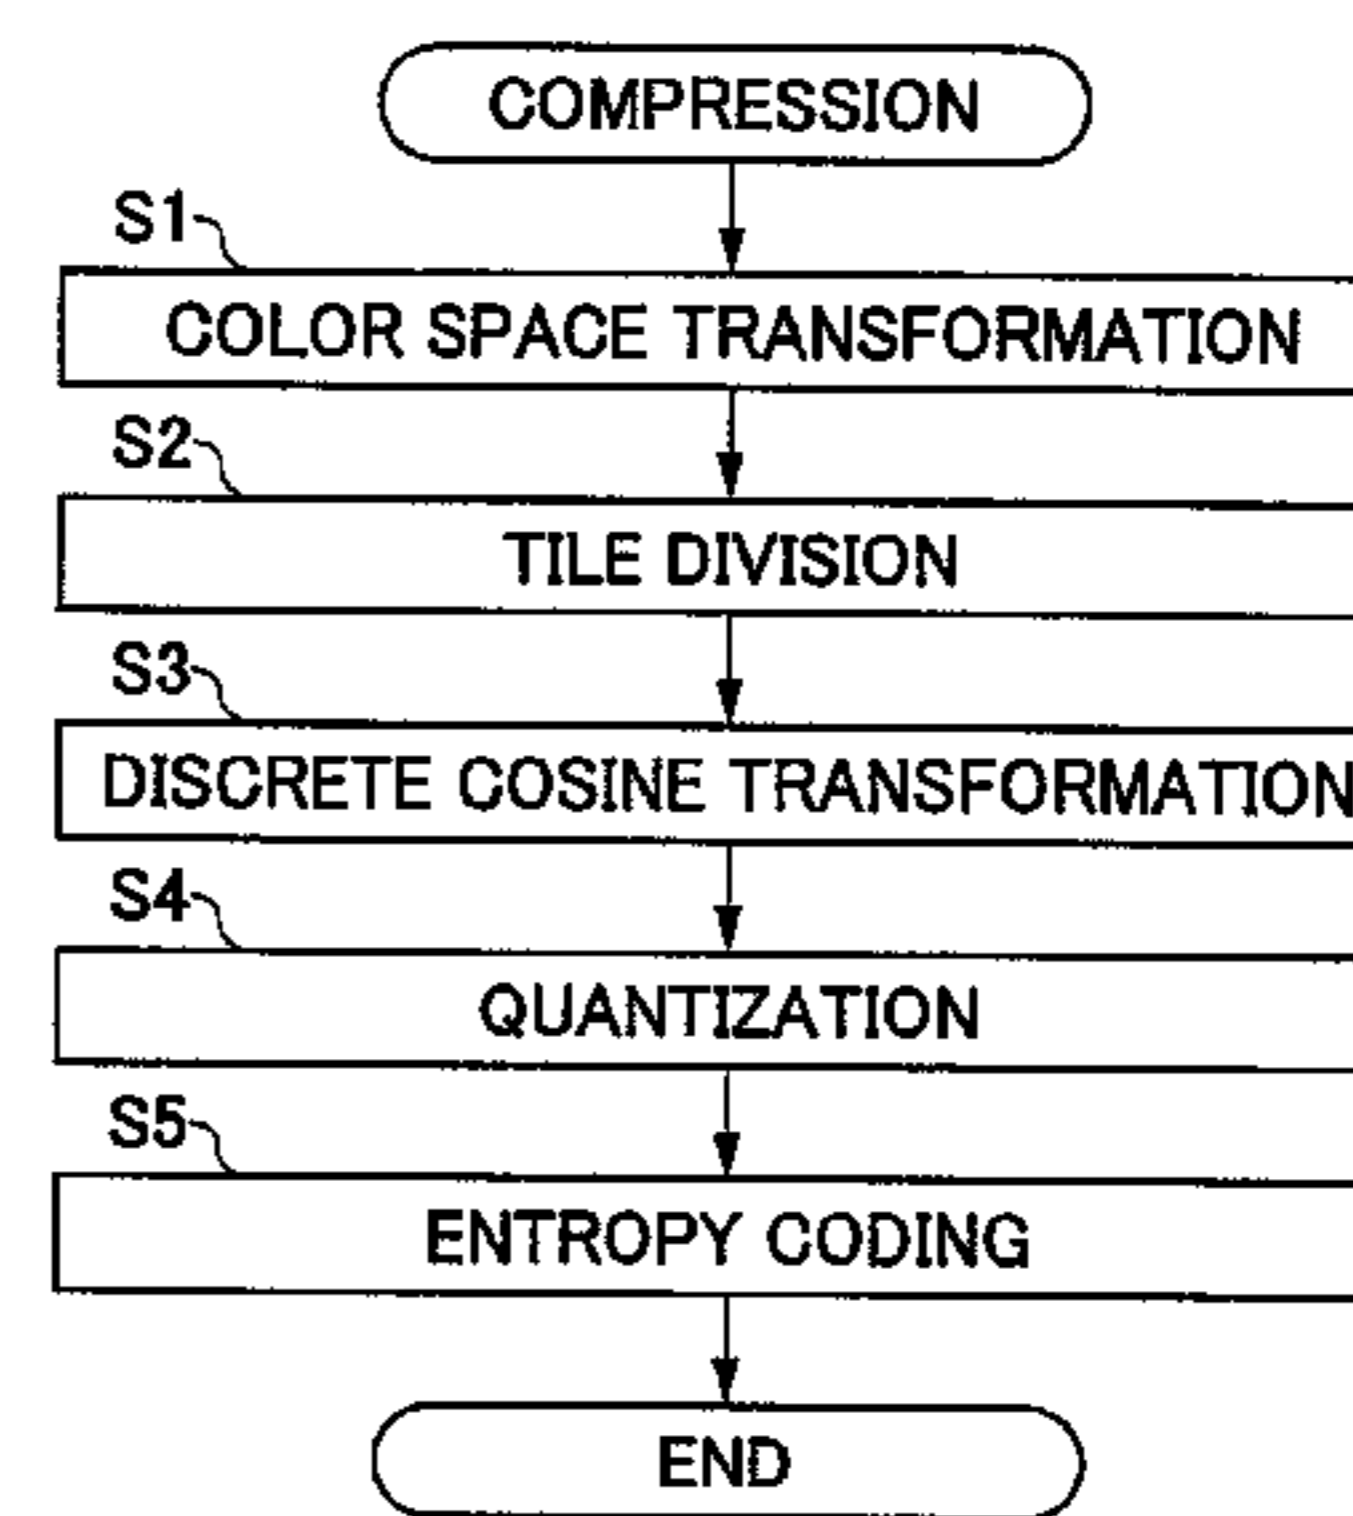 COMPRESSION
S1
COLOR SPACE TRANSFORMATION
S2
TILE DIVISION
S3
DISCRETE COSINE TRANSFORMATION
S4
QUANTIZATION
S5
ENTROPY CODING
END